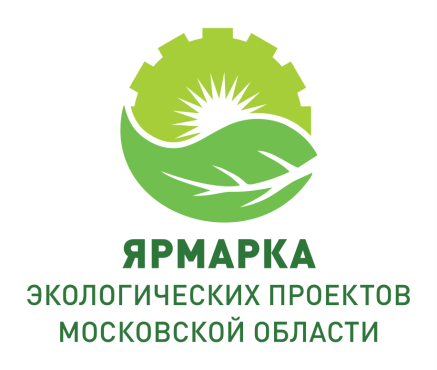 ЯРМАРКА
ЭКОЛОГИЧЕСКИХ ПРОЕКТОВ
МОСКОВСКОЙ ОБЛАСТИ